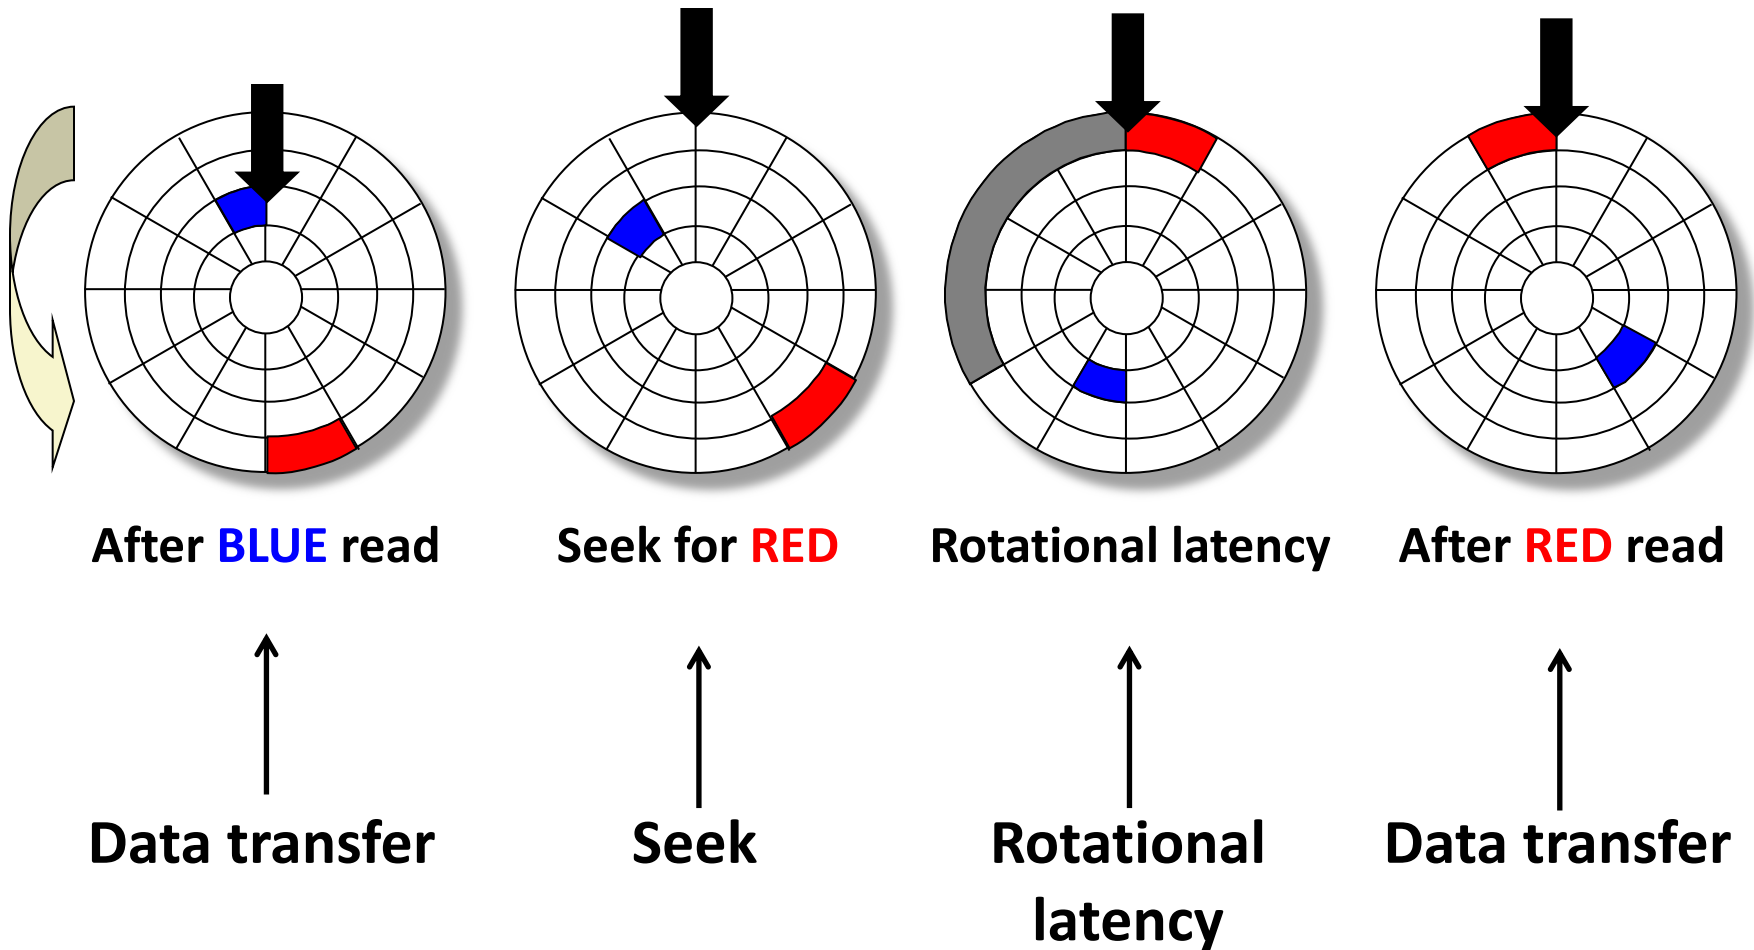 After BLUE read
Seek for RED
Rotational latency
After RED read
Data transfer
Seek
Rotational
latency
Data transfer